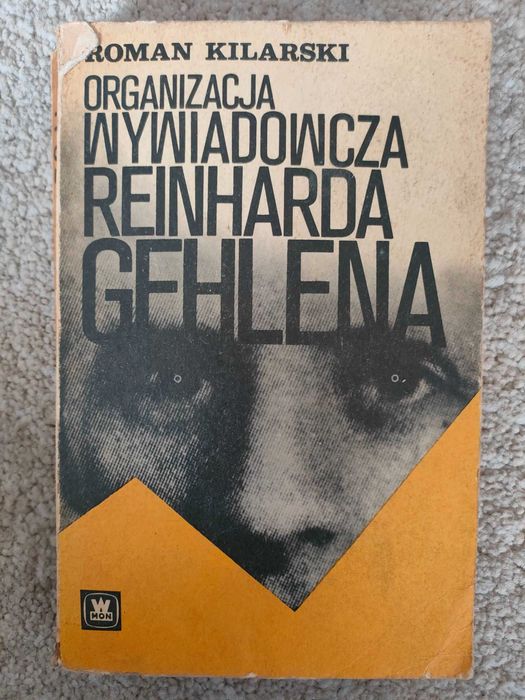 ROMAN KILARSKI
ORGANIZACJA
WYWIADOWCZA
REINHARDA
GEHLENA
W
MON